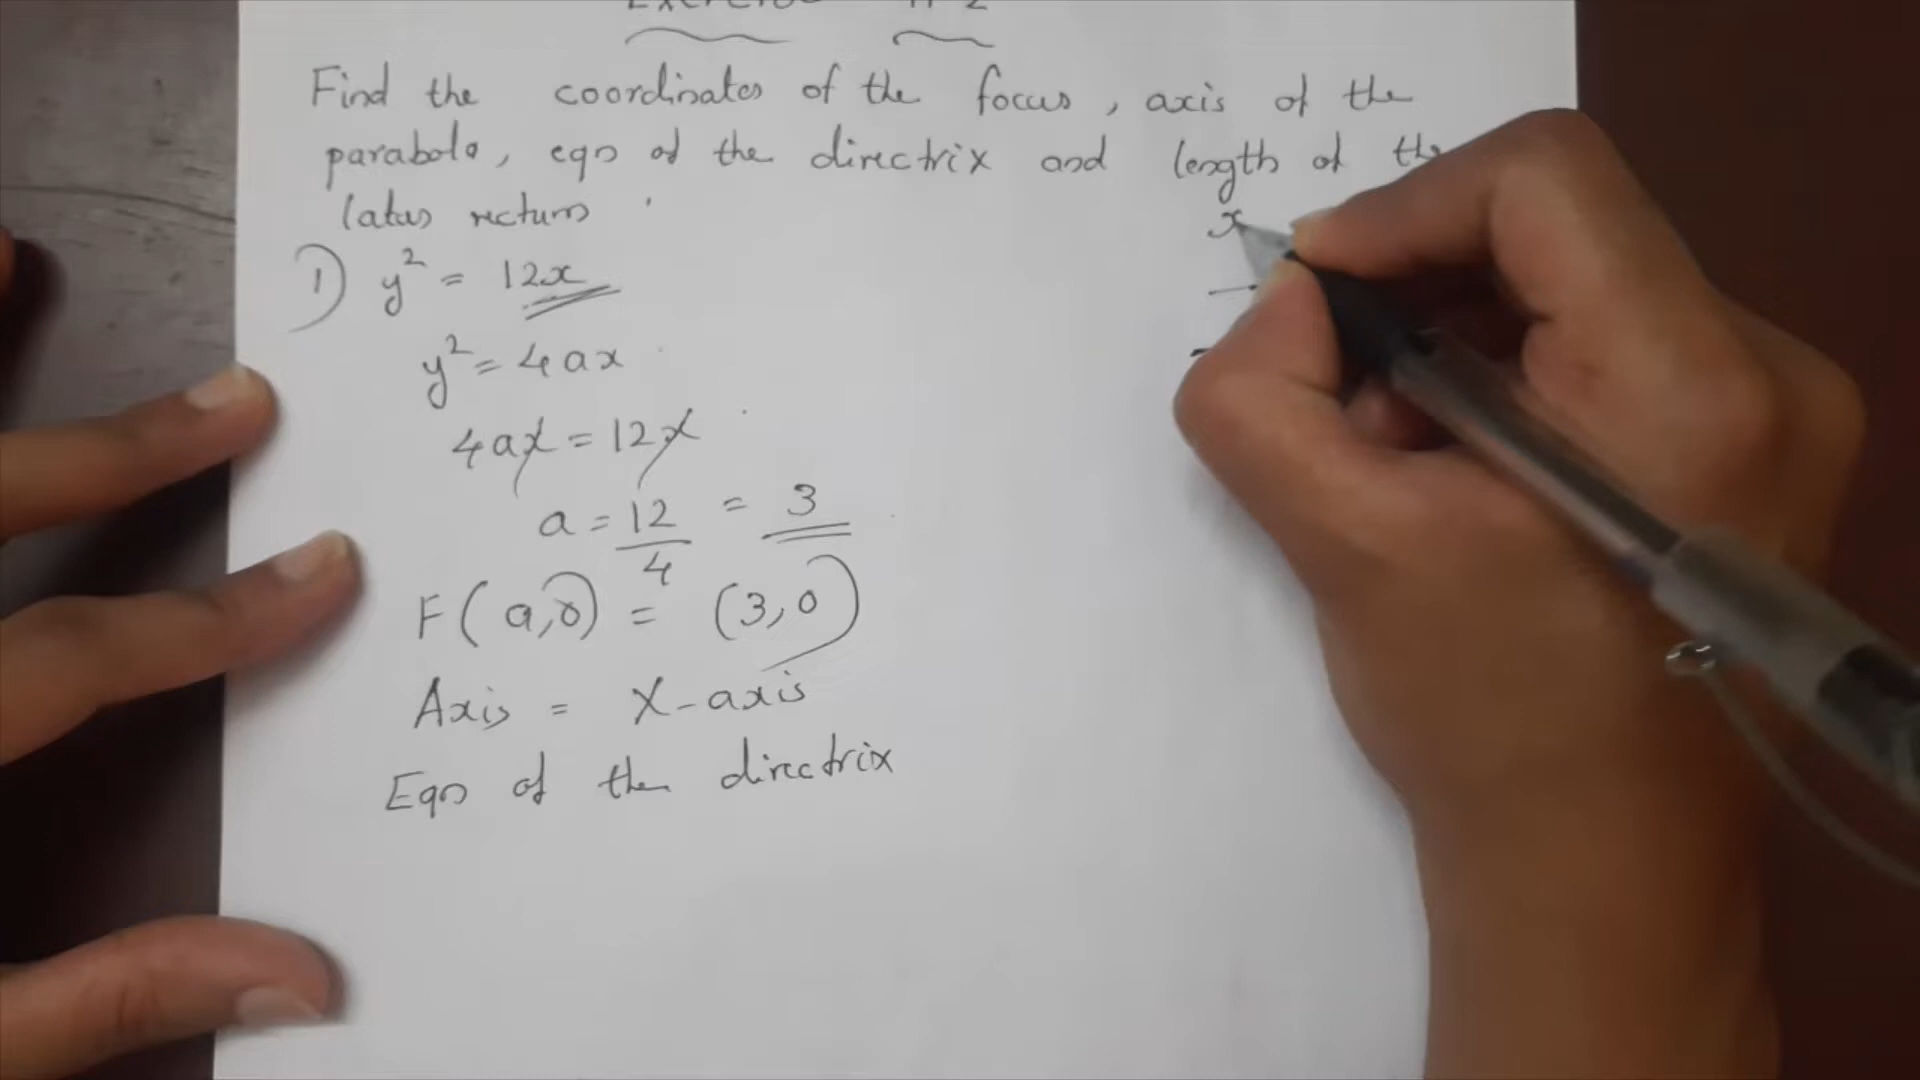 Find the coordinates of the focus, axis of the
parabola, eqn of the directrix and length of the
latus rectum.
1) y² = 12x
x
y² = 4ax
4ax = 12x
a = 12/4 = 3
F(a,0) = (3,0)
Axis = X-axis
Eqn of the directrix